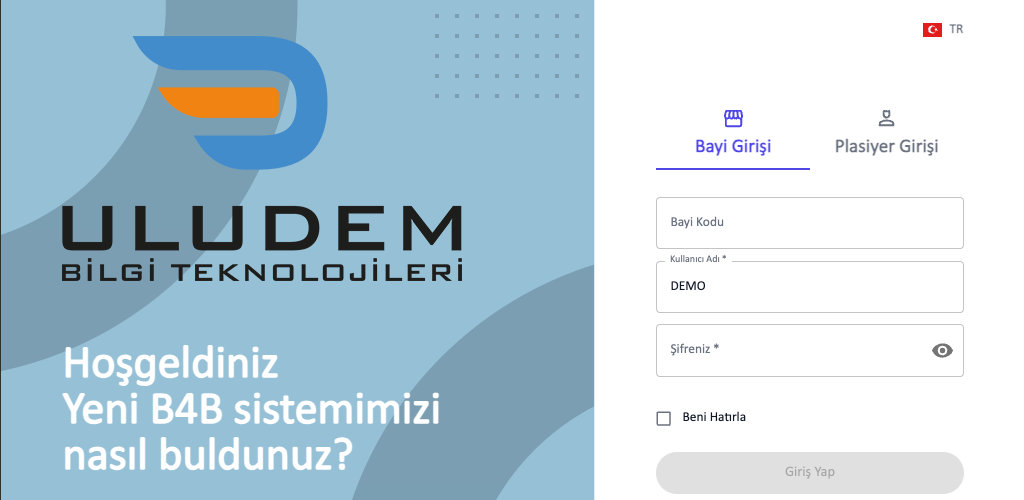 ULUDEM
BİLGİ TEKNOLOJİLERİ
Hoşgeldiniz
Yeni B4B sistemimizi
nasıl buldunuz?
TR
Bayi Girişi
Plasiyer Girişi
Bayi Kodu
Kullanıcı Adı *
DEMO
Şifreniz *
Beni Hatırla
Giriş Yap